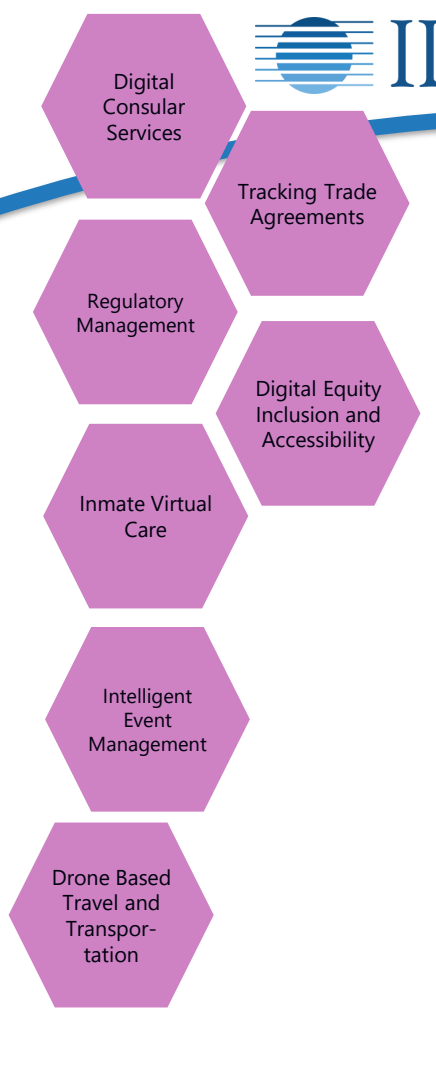 Digital
Consular
Services
Tracking Trade
Agreements
Regulatory
Management
Digital Equity
Inclusion and
Accessibility
Inmate Virtual
Care
Intelligent
Event
Management
Drone Based
Travel and
Transpor-
tation